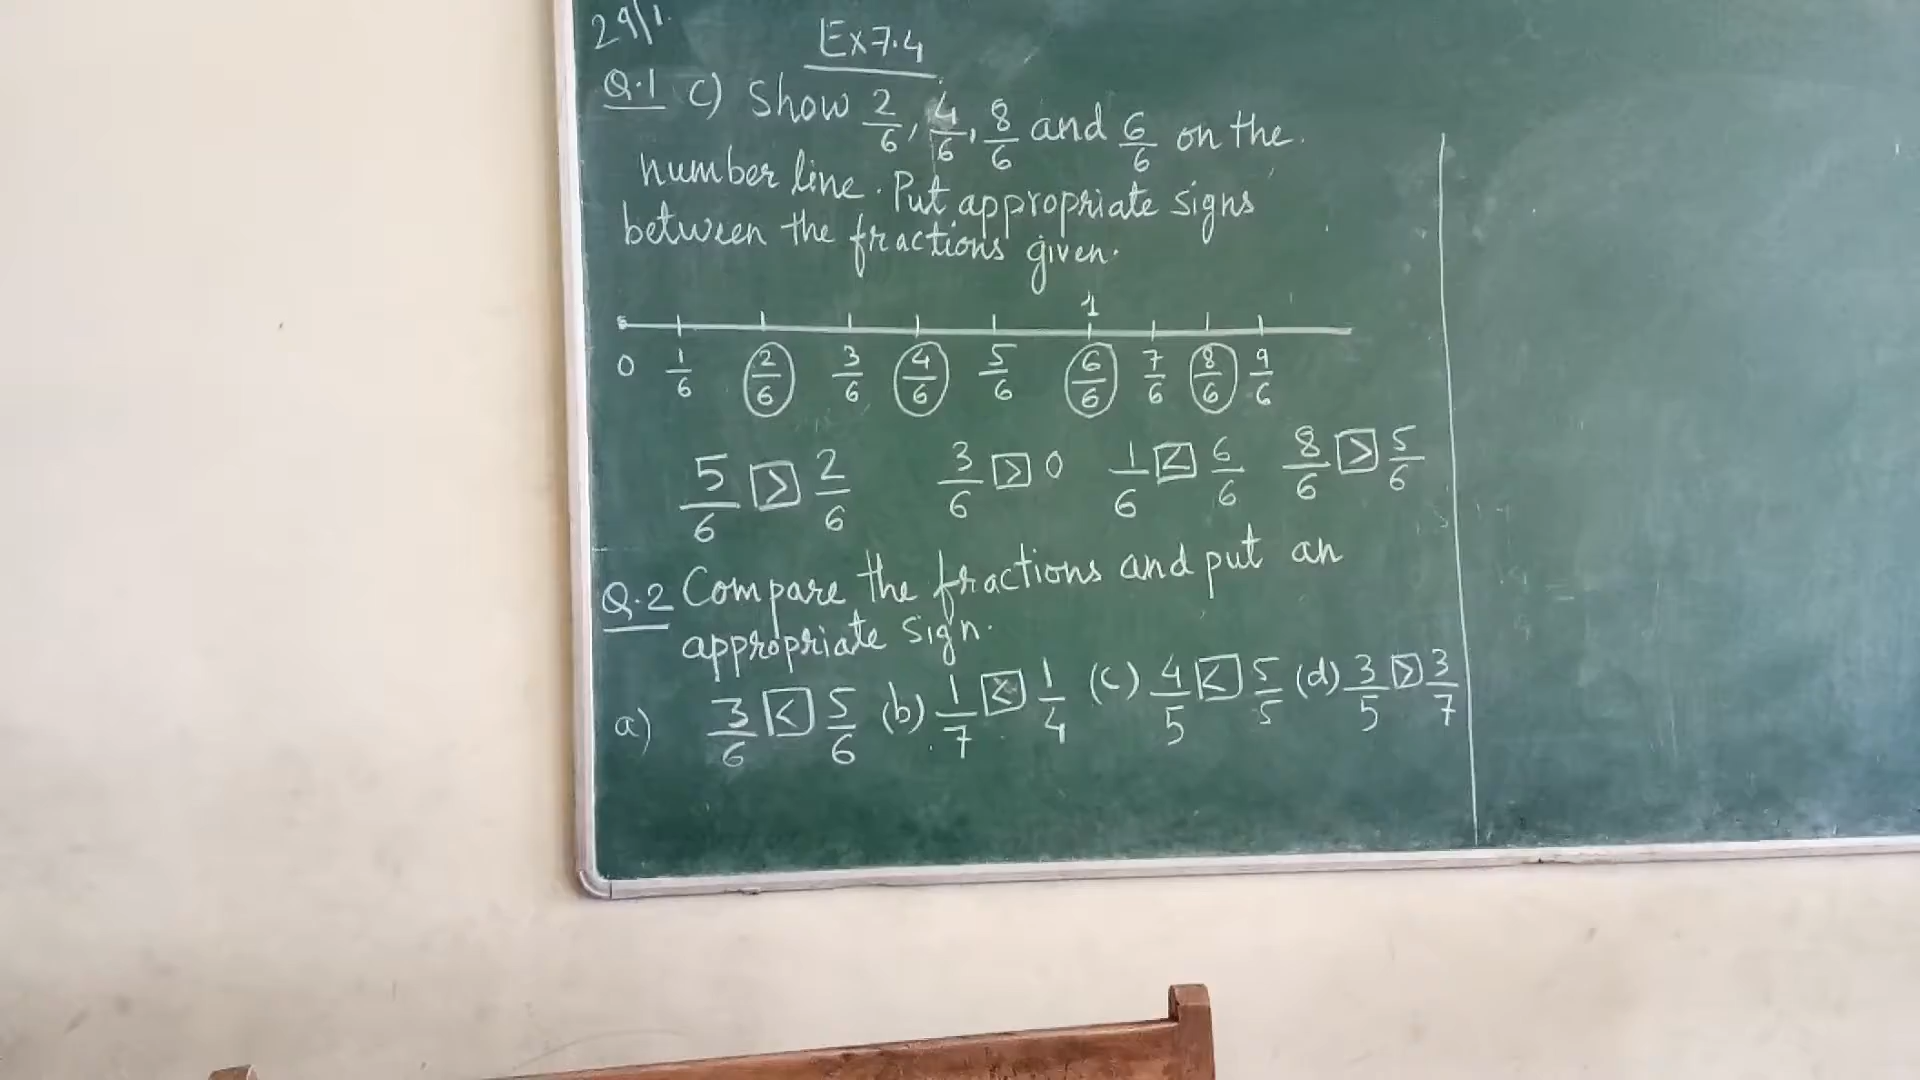 29/1.
Ex 7.4
Q.1 c) Show 2/6, 4/6, 8/6 and 6/6 on the
number line. Put appropriate signs
between the fractions given.
1
0 1/6 2/6 3/6 4/6 5/6 6/6 7/6 8/6 9/6
5/6 > 2/6 3/6 > 0 1/6 < 6/6 8/6 > 5/6
Q.2 Compare the fractions and put an
appropriate sign.
a) 3/6 < 5/6 (b) 1/7 < 1/4 (c) 4/5 < 5/5 (d) 3/5 > 3/7